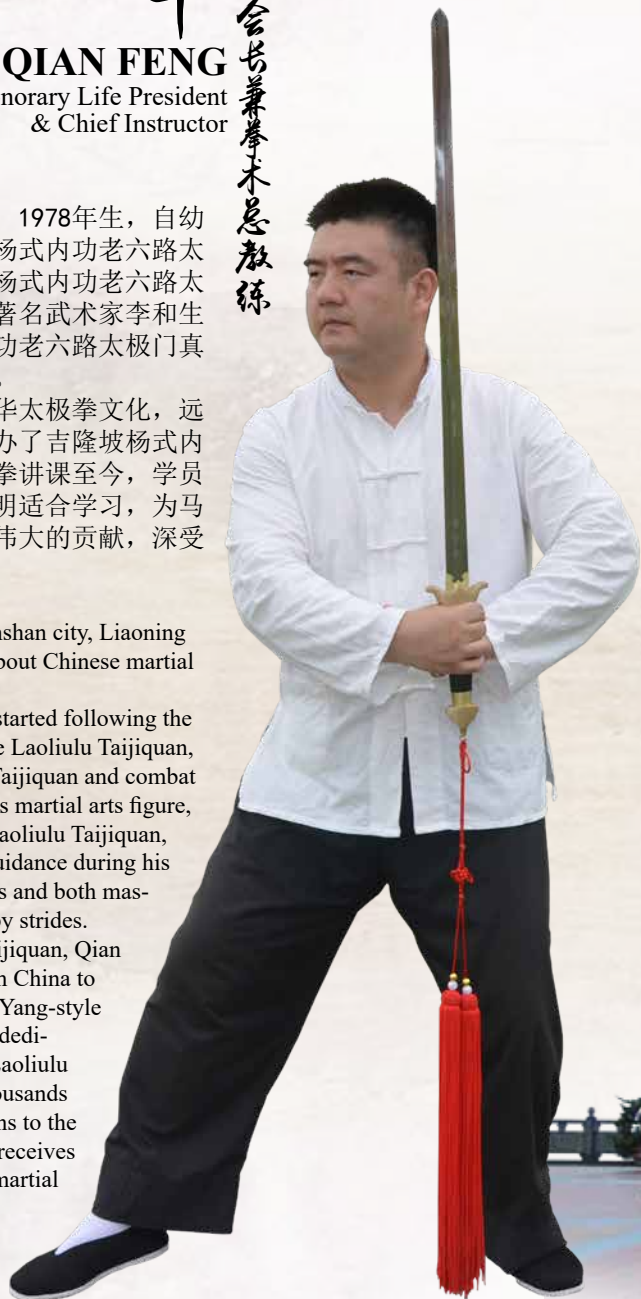 QIAN FENG
norary Life President
& Chief Instructor
会长兼拳术总教练
1978年生，自幼
杨式内功老六路太
杨式内功老六路太
著名武术家李和生
功老六路太极门真
。
华太极拳文化，远
办了吉隆坡杨式内
拳讲课至今，学员
明适合学习，为马
伟大的贡献，深受
nshan city, Liaoning
bout Chinese martial
started following the
e Laoliulu Taijiquan,
Taijiquan and combat
s martial arts figure,
aoliulu Taijiquan,
uidance during his
s and both mas-
by strides.
ijiquan, Qian
n China to
Yang-style
dedi-
aoliulu
ousands
ns to the
receives
martial